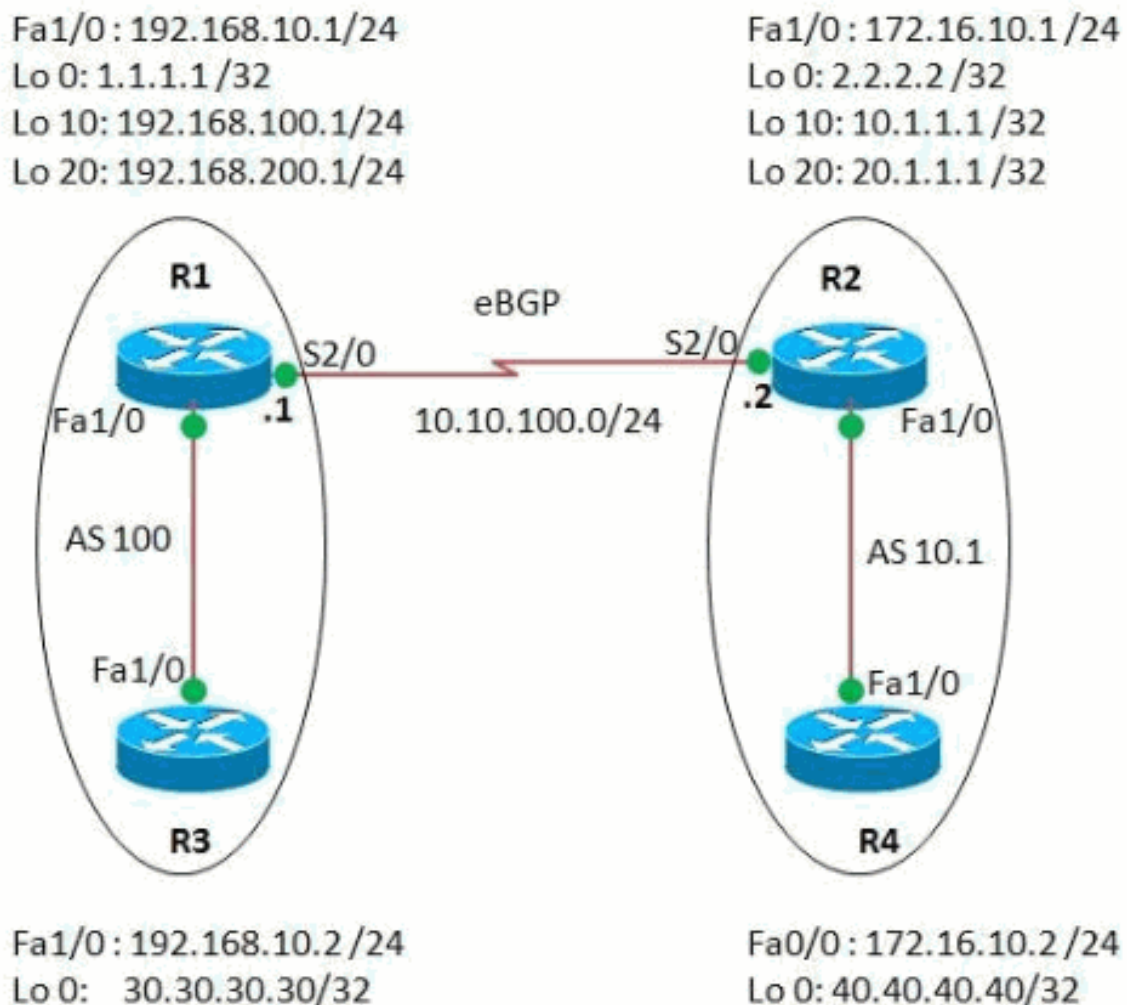 Fa1/0 : 192.168.10.1/24
Lo 0: 1.1.1.1 /32
Lo 10: 192.168.100.1/24
Lo 20: 192.168.200.1/24
Fa1/0 : 172.16.10.1 /24
Lo 0: 2.2.2.2 /32
Lo 10: 10.1.1.1 /32
Lo 20: 20.1.1.1 /32
R1
R2
eBGP
S2/0
S2/0
.1
.2
Fa1/0
10.10.100.0/24
Fa1/0
AS 100
AS 10.1
Fa1/0
Fa1/0
R3
R4
Fa1/0 : 192.168.10.2 /24
Lo 0: 30.30.30.30/32
Fa0/0 : 172.16.10.2 /24
Lo 0: 40.40.40.40/32